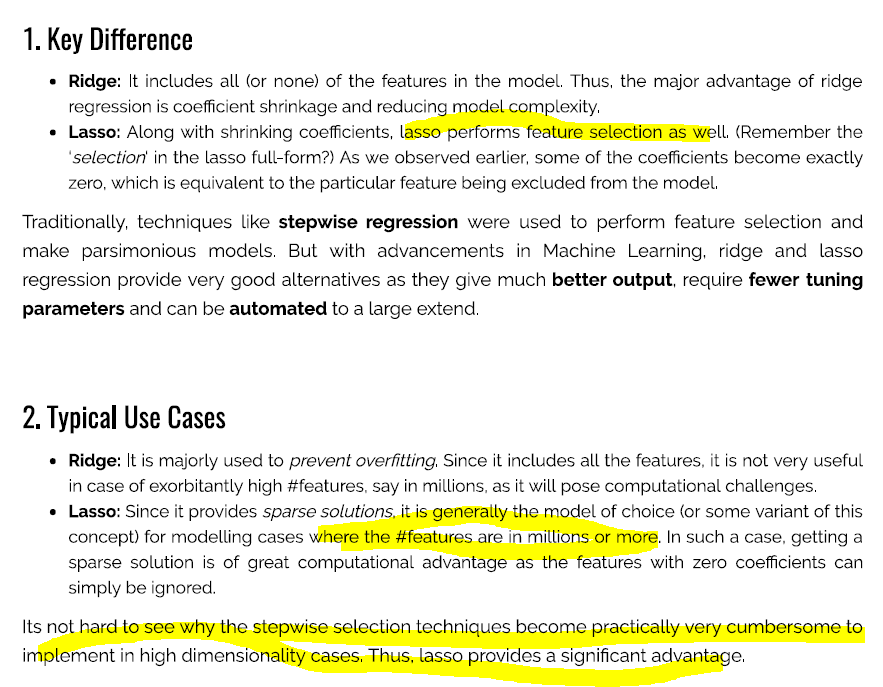 1. Key Difference
• Ridge: It includes all (or none) of the features in the model. Thus, the major advantage of ridge
regression is coefficient shrinkage and reducing model complexity.
• Lasso: Along with shrinking coefficients, lasso performs feature selection as well. (Remember the
'selection' in the lasso full-form?) As we observed earlier, some of the coefficients become exactly
zero, which is equivalent to the particular feature being excluded from the model.
Traditionally, techniques like stepwise regression were used to perform feature selection and
make parsimonious models. But with advancements in Machine Learning, ridge and lasso
regression provide very good alternatives as they give much better output, require fewer tuning
parameters and can be automated to a large extend.
2. Typical Use Cases
• Ridge: It is majorly used to prevent overfitting. Since it includes all the features, it is not very useful
in case of exorbitantly high #features, say in millions, as it will pose computational challenges.
• Lasso: Since it provides sparse solutions, it is generally the model of choice (or some variant of this
concept) for modelling cases where the #features are in millions or more. In such a case, getting a
sparse solution is of great computational advantage as the features with zero coefficients can
simply be ignored.
Its not hard to see why the stepwise selection techniques become practically very cumbersome to
implement in high dimensionality cases. Thus, lasso provides a significant advantage.